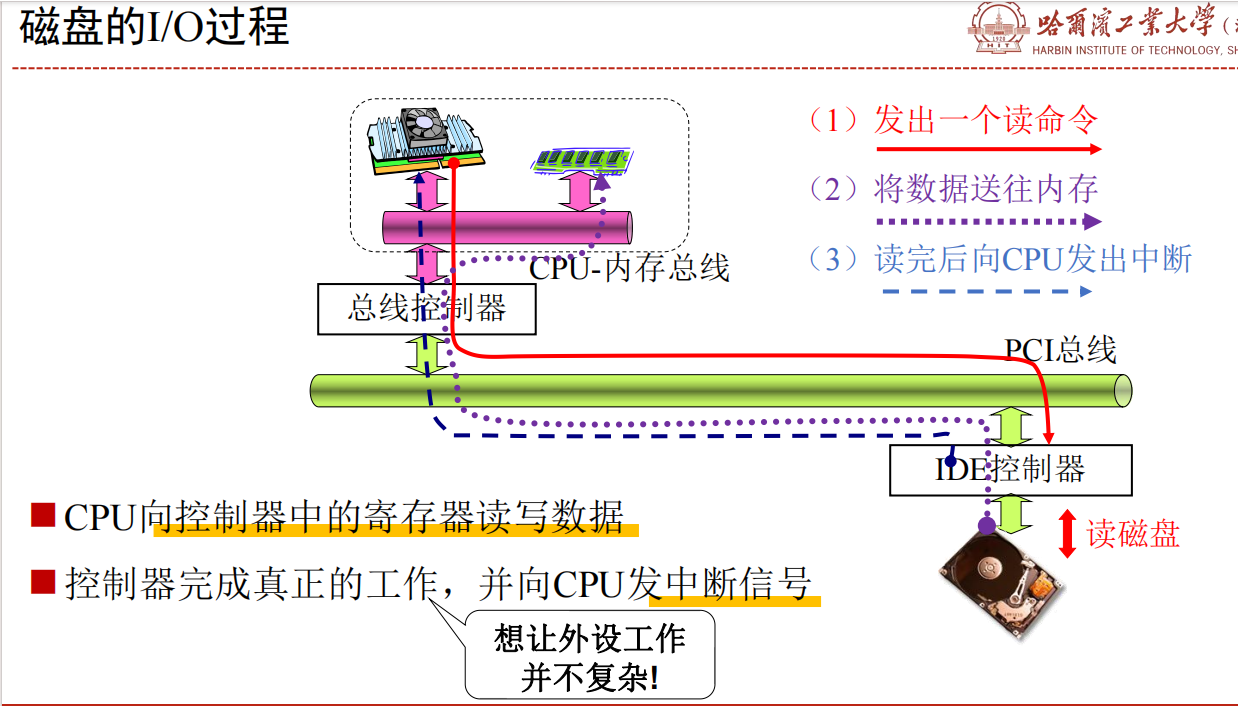 磁盘的I/O过程
哈爾濱工業大學
HARBIN INSTITUTE OF TECHNOLOGY,
1920
HIT
（1）发出一个读命令
（2）将数据送往内存
（3）读完后向CPU发出中断
CPU-内存总线
总线控制器
PCI总线
IDE控制器
读磁盘
CPU向控制器中的寄存器读写数据
控制器完成真正的工作，并向CPU发中断信号
想让外设工作
并不复杂!